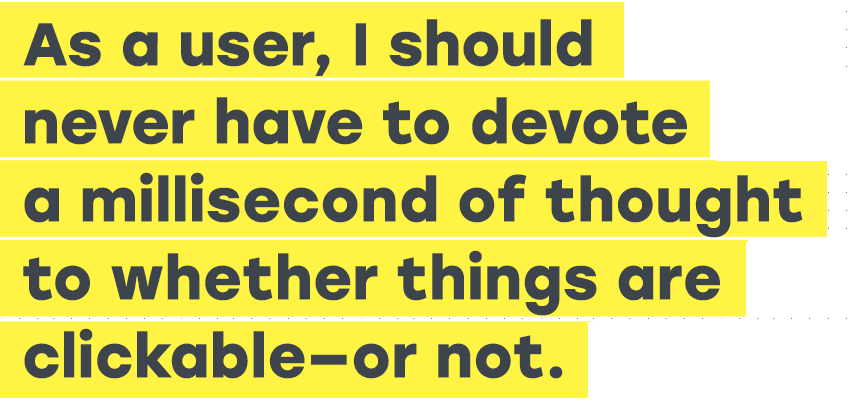 As a user, I should
never have to devote
a millisecond of thought
to whether things are
clickable—or not.